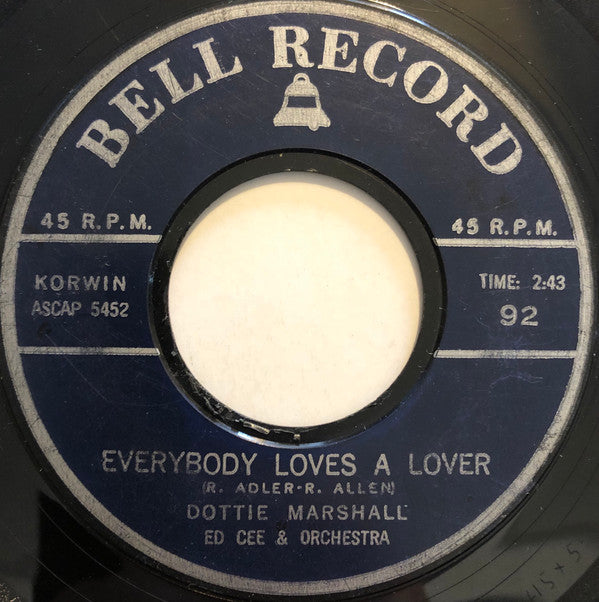 BELL RECORD
45 R.P.M.
45 R.P.M.
KORWIN
ASCAP 5452
TIME: 2:43
92
EVERYBODY LOVES A LOVER
(R. ADLER-R. ALLEN)
DOTTIE MARSHALL
ED CEE & ORCHESTRA